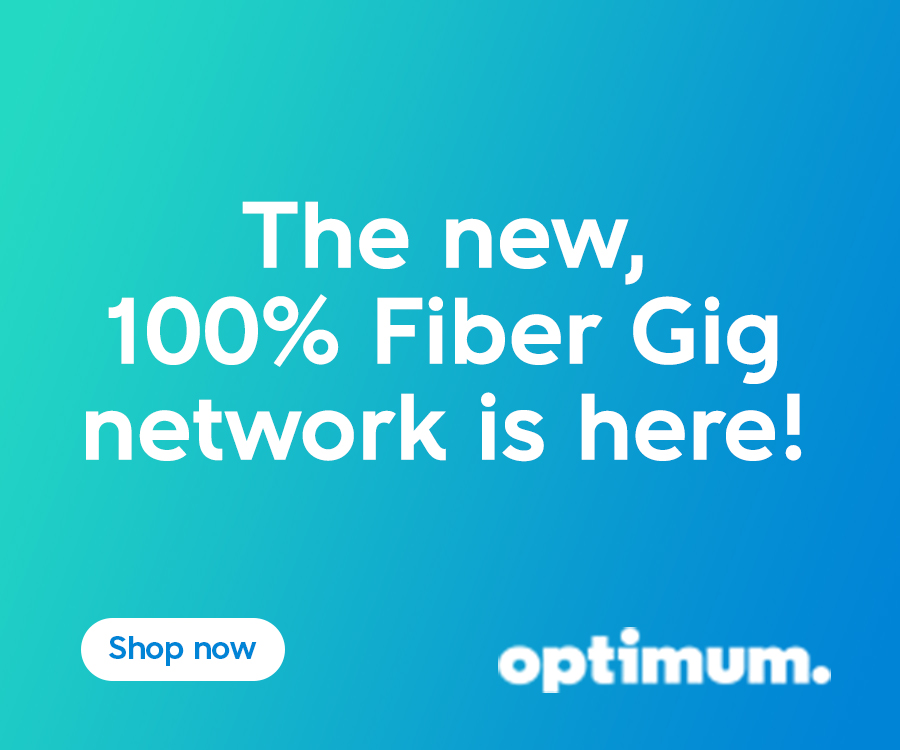 The new,
100% Fiber Gig
network is here!
Shop now
optimum.